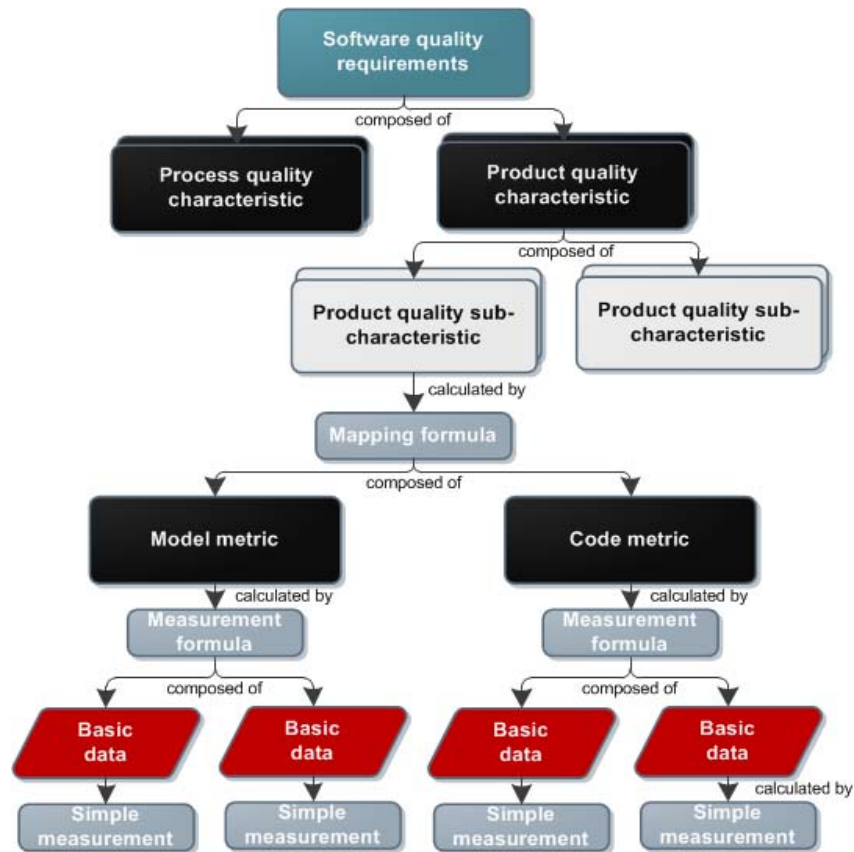 Software quality
requirements
composed of
Process quality
characteristic
Product quality
characteristic
composed of
Product quality sub-
characteristic
Product quality sub-
characteristic
calculated by
Mapping formula
composed of
Model metric
Code metric
calculated by
calculated by
Measurement
formula
Measurement
formula
composed of
composed of
Basic
data
Basic
data
Basic
data
Basic
data
calculated by
Simple
measurement
Simple
measurement
Simple
measurement
Simple
measurement